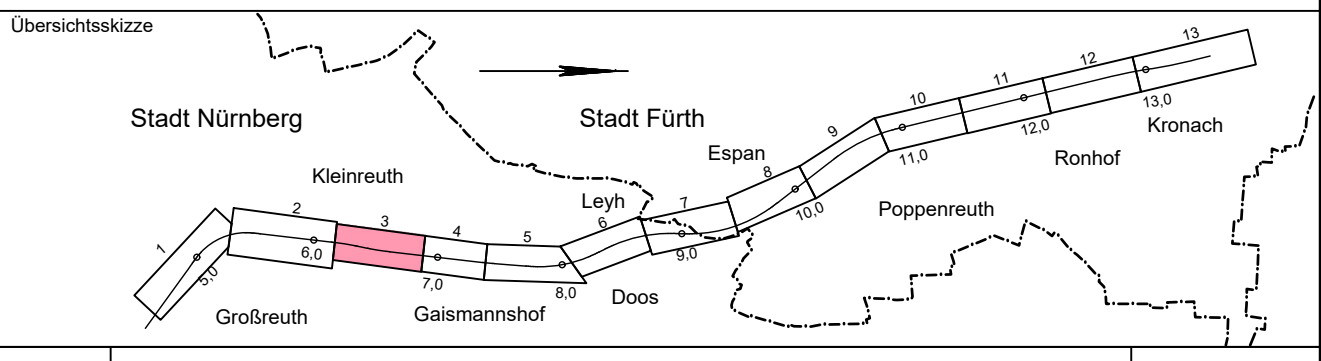 Übersichtsskizze
Stadt Nürnberg
Stadt Fürth
Kleinreuth
Leyh
Espan
Kronach
Ronhof
Poppenreuth
Großreuth
Gaismannshof
Doos
1
2
3
4
5
6
7
8
9
10
11
12
13
5,0
6,0
7,0
8,0
9,0
10,0
11,0
12,0
13,0